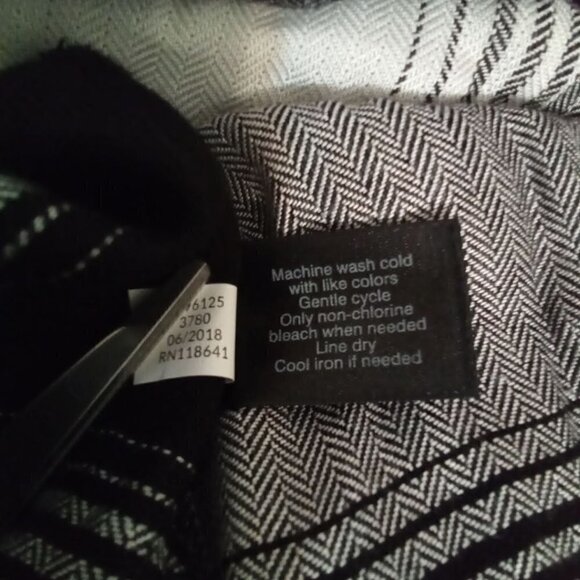 3780
06/2018
RN118641
Machine wash cold
with like colors
Gentle cycle
Only non-chlorine
bleach when needed
Line dry
Cool iron if needed